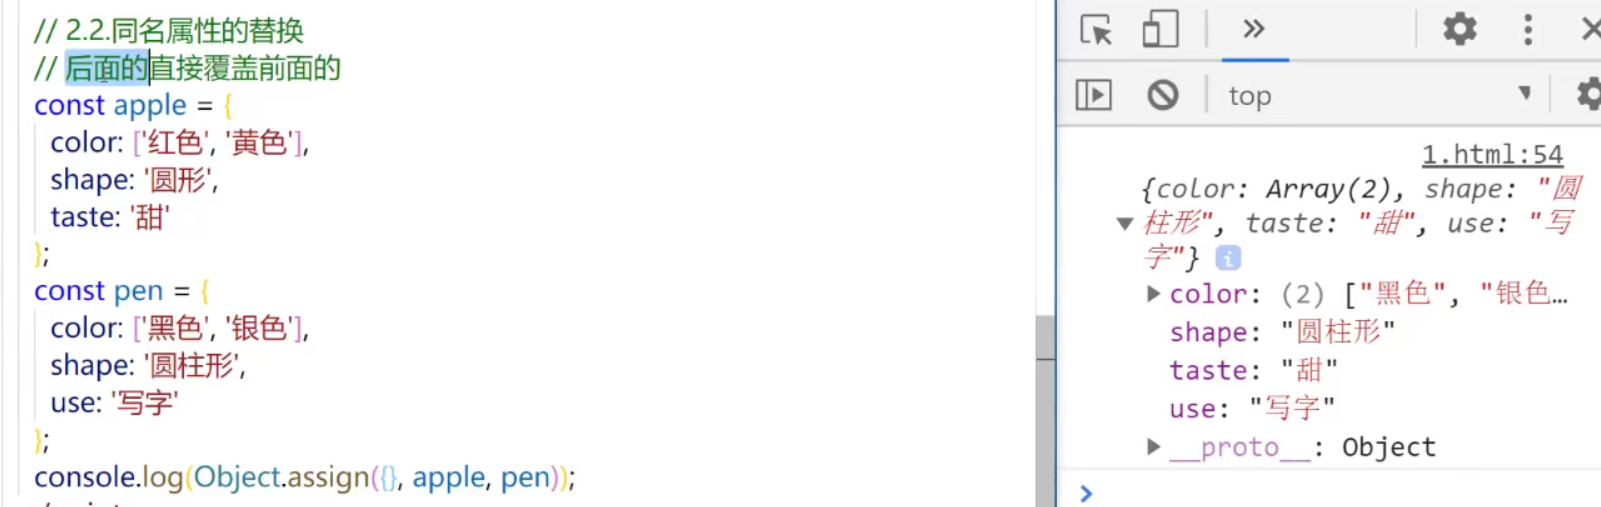 // 2.2.同名属性的替换
// 后面的直接覆盖前面的
const apple = {
color: ['红色', '黄色'],
shape: '圆形',
taste: '甜'
};
const pen = {
color: ['黑色', '银色'],
shape: '圆柱形',
use: '写字'
};
console.log(Object.assign({}, apple, pen));
top
1.html:54
{color: Array(2), shape: "圆
柱形", taste: "甜", use: "写
字"}
color: (2) ["黑色", "银色…
shape: "圆柱形"
taste: "甜"
use: "写字"
__proto__: Object